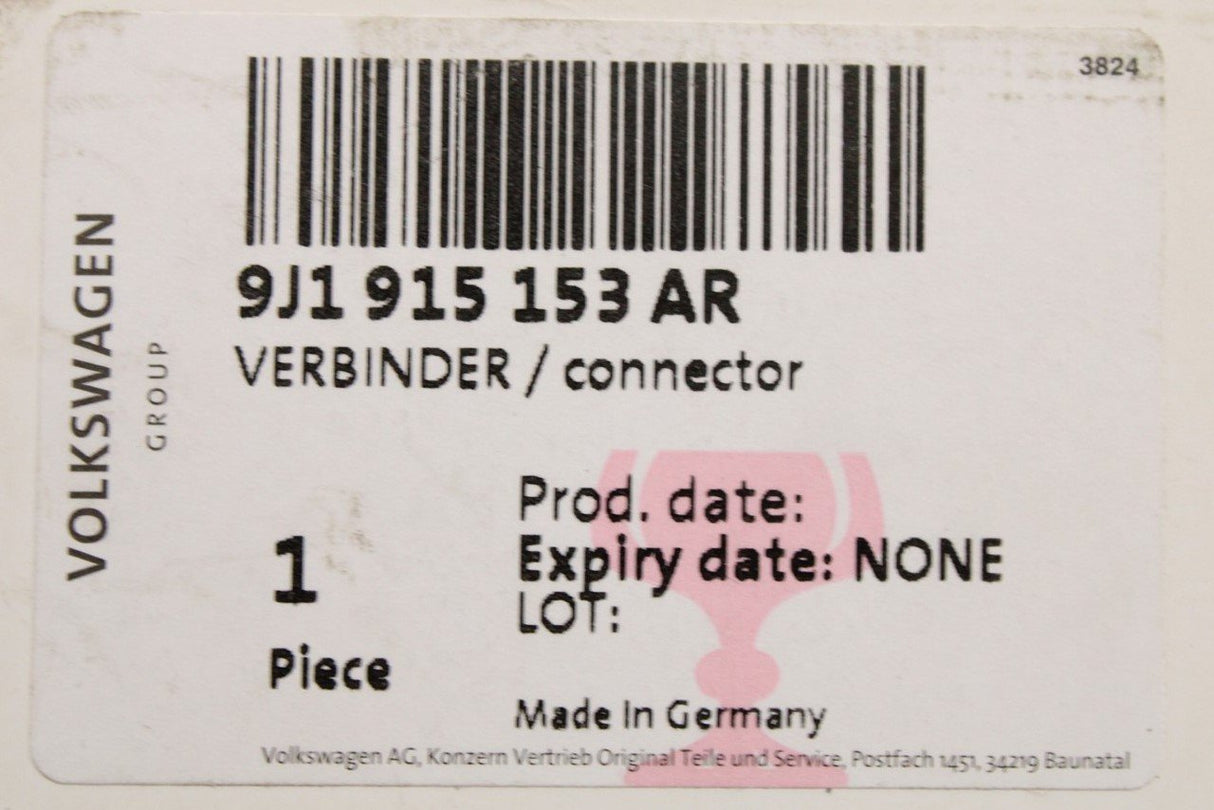 3824
9J1 915 153 AR
VERBINDER / connector
VOLKSWAGEN
GROUP
1
Piece
Prod. date:
Expiry date: NONE
LOT:
Made In Germany
Volkswagen AG, Konzern Vertrieb Original Teile und Service, Postfach 1451, 34219 Baunatal